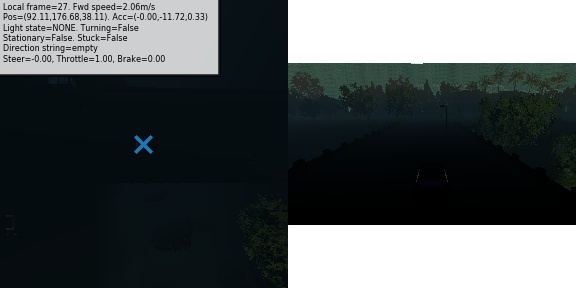 Local frame=27. Fwd speed=2.06m/s
Pos=(92.11,176.68,38.11). Acc=(-0.00,-11.72,0.33)
Light state=NONE. Turning=False
Stationary=False. Stuck=False
Direction string=empty
Steer=-0.00, Throttle=1.00, Brake=0.00